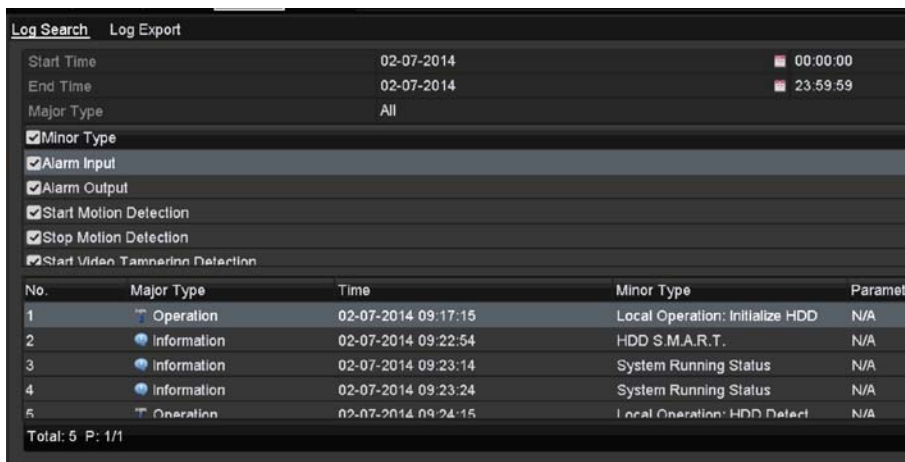 Log Search Log Export
Start Time 02-07-2014 00:00:00
End Time 02-07-2014 23:59:59
Major Type All
Minor Type
Alarm Input
Alarm Output
Start Motion Detection
Stop Motion Detection
Start Video Tampering Detection
No. Major Type Time Minor Type Paramet
1 Operation 02-07-2014 09:17:15 Local Operation: Initialize HDD N/A
2 Information 02-07-2014 09:22:54 HDD S.M.A.R.T. N/A
3 Information 02-07-2014 09:23:14 System Running Status N/A
4 Information 02-07-2014 09:23:24 System Running Status N/A
5 Operation 02-07-2014 09:24:15 Local Operation: HDD Detect N/A
Total: 5 P: 1/1